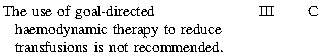 The use of goal-directed III C
haemodynamic therapy to reduce
transfusions is not recommended.